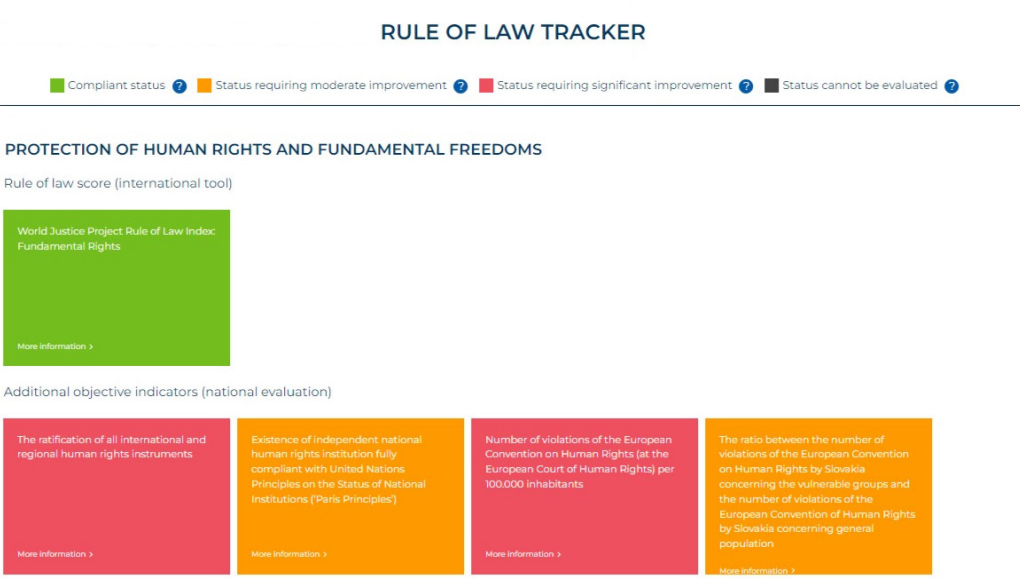 RULE OF LAW TRACKER
Compliant status ? Status requiring moderate improvement ? Status requiring significant improvement ? Status cannot be evaluated ?
PROTECTION OF HUMAN RIGHTS AND FUNDAMENTAL FREEDOMS
Rule of law score (international tool)
World Justice Project Rule of Law Index:
Fundamental Rights
More information >
Additional objective indicators (national evaluation)
The ratification of all international and
regional human rights instruments
More information >
Existence of independent national
human rights institution fully
compliant with United Nations
Principles on the Status of National
Institutions ('Paris Principles')
More information >
Number of violations of the European
Convention on Human Rights (at the
European Court of Human Rights) per
100.000 inhabitants
More information >
The ratio between the number of
violations of the European Convention
on Human Rights by Slovakia
concerning the vulnerable groups and
the number of violations of the
European Convention of Human Rights
by Slovakia concerning general
population
More information >